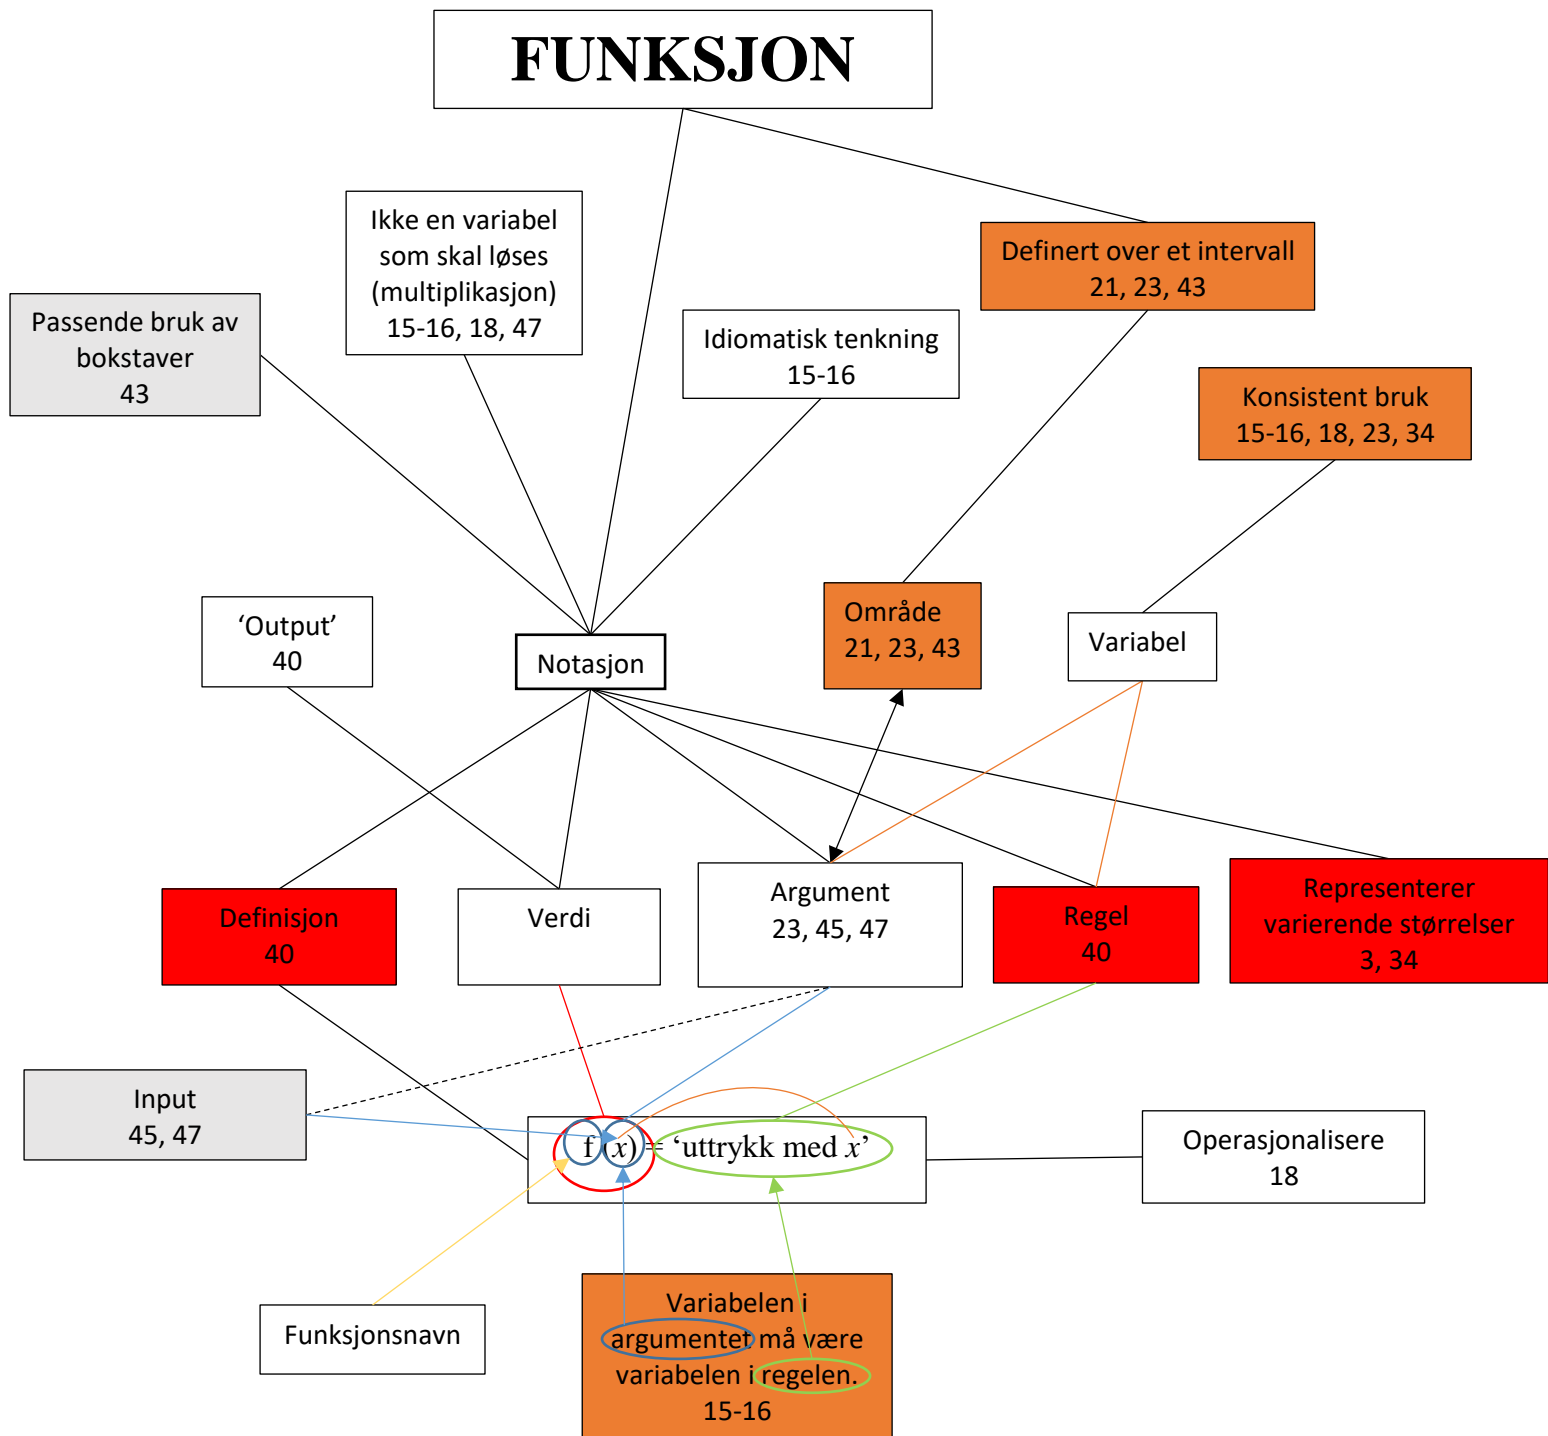 FUNKSJON
Ikke en variabel
som skal løses
(multiplikasjon)
15-16, 18, 47
Definert over et intervall
21, 23, 43
Passende bruk av
bokstaver
43
Idiomatisk tenkning
15-16
Konsistent bruk
15-16, 18, 23, 34
‘Output’
40
Notasjon
Område
21, 23, 43
Variabel
Definisjon
40
Verdi
Argument
23, 45, 47
Regel
40
Representerer
varierende størrelser
3, 34
Input
45, 47
f (x) = ‘uttrykk med x’
Operasjonalisere
18
Funksjonsnavn
Variabelen i
argumentet må være
variabelen i regelen.
15-16